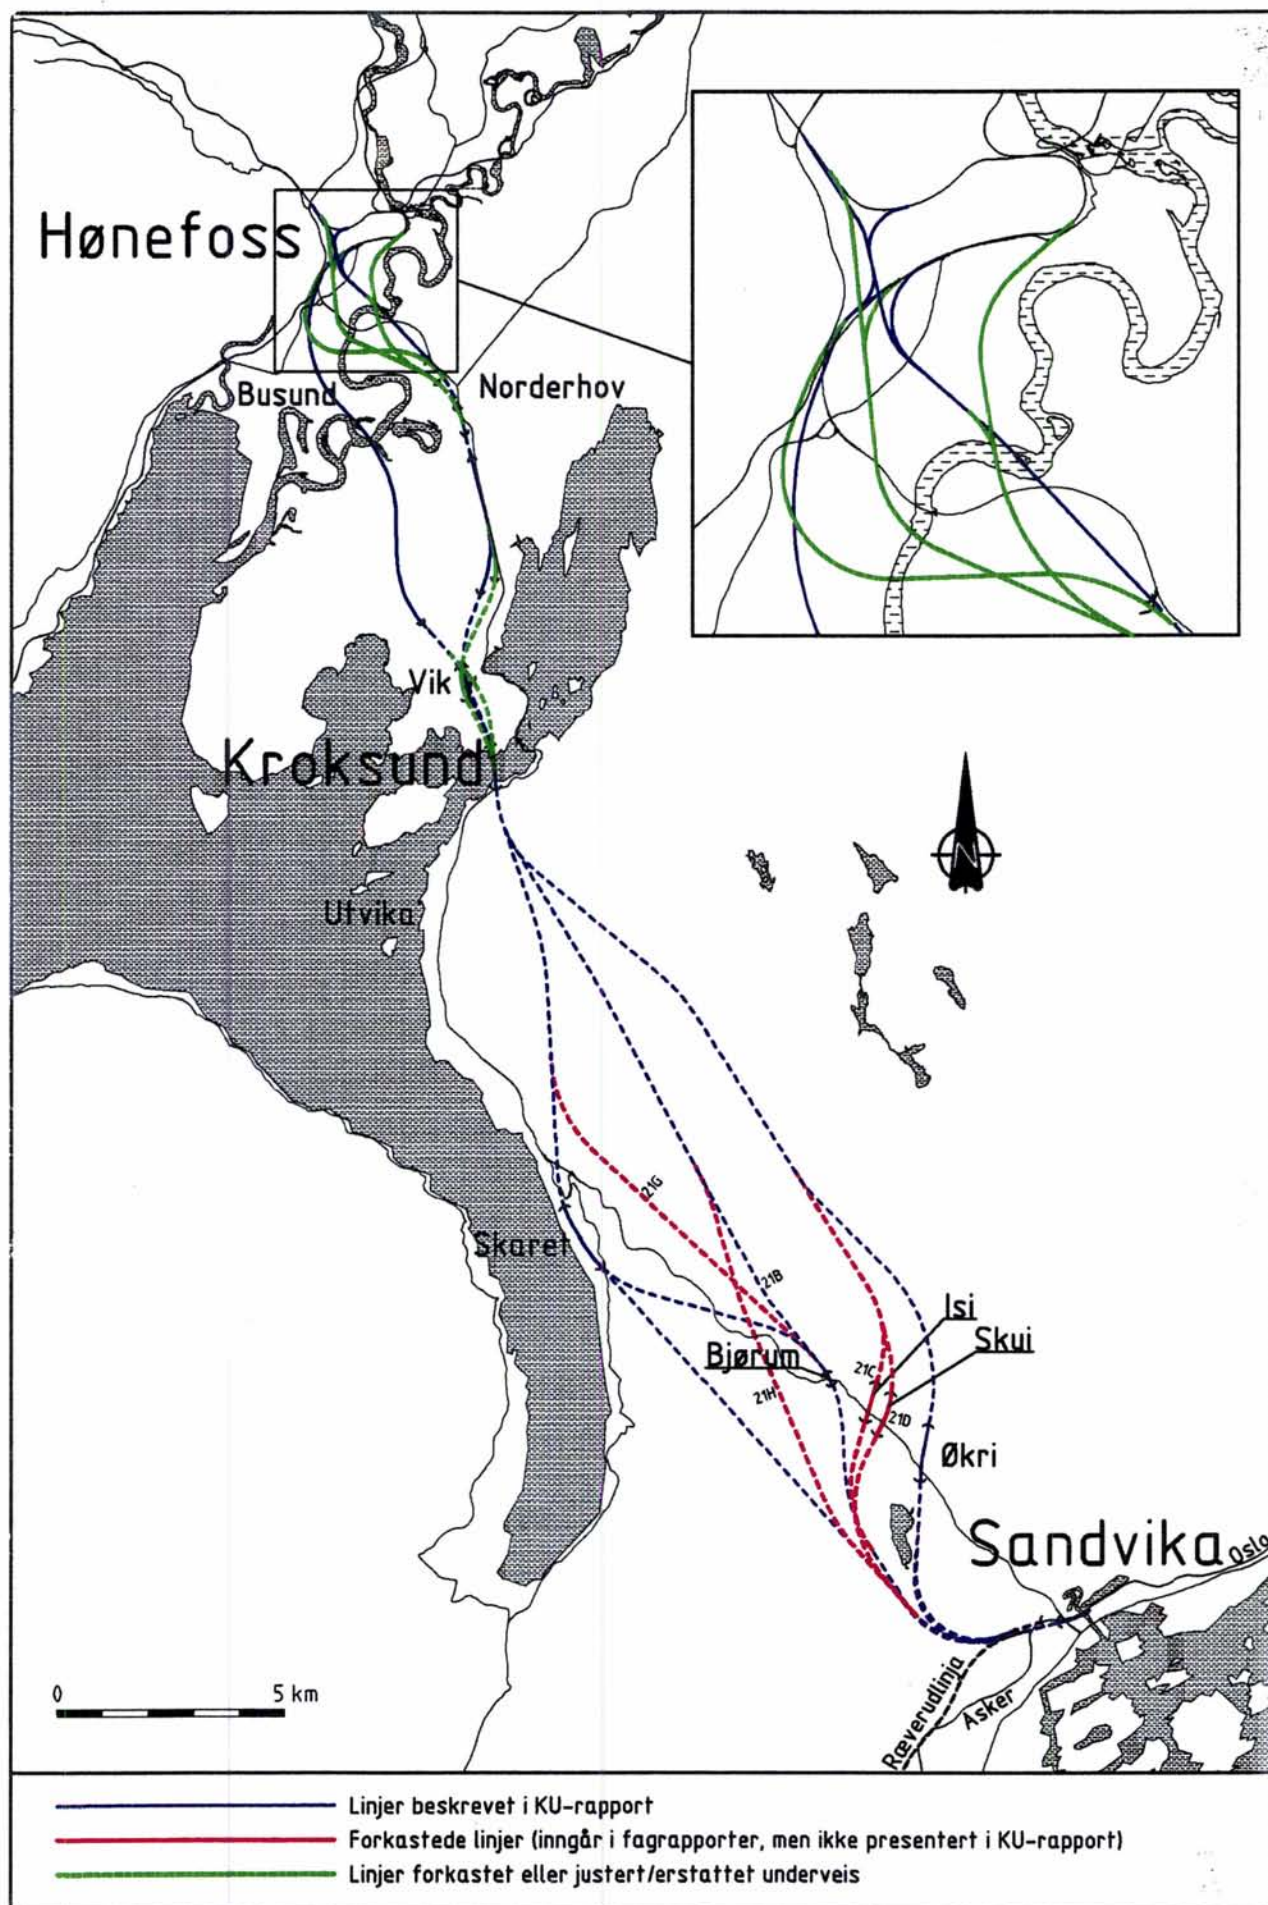 Hønefoss
Busund
Norderhov
Vik
Kroksund
N
Utvika
21G
Skaret
21B
Isi
Skui
Bjørum
21C
21H
21D
Økri
Sandvika
Oslo
Ræverudlinja
Asker
0 5 km
Linjer beskrevet i KU-rapport
Forkastede linjer (inngår i fagrapporter, men ikke presentert i KU-rapport)
Linjer forkastet eller justert/erstattet underveis